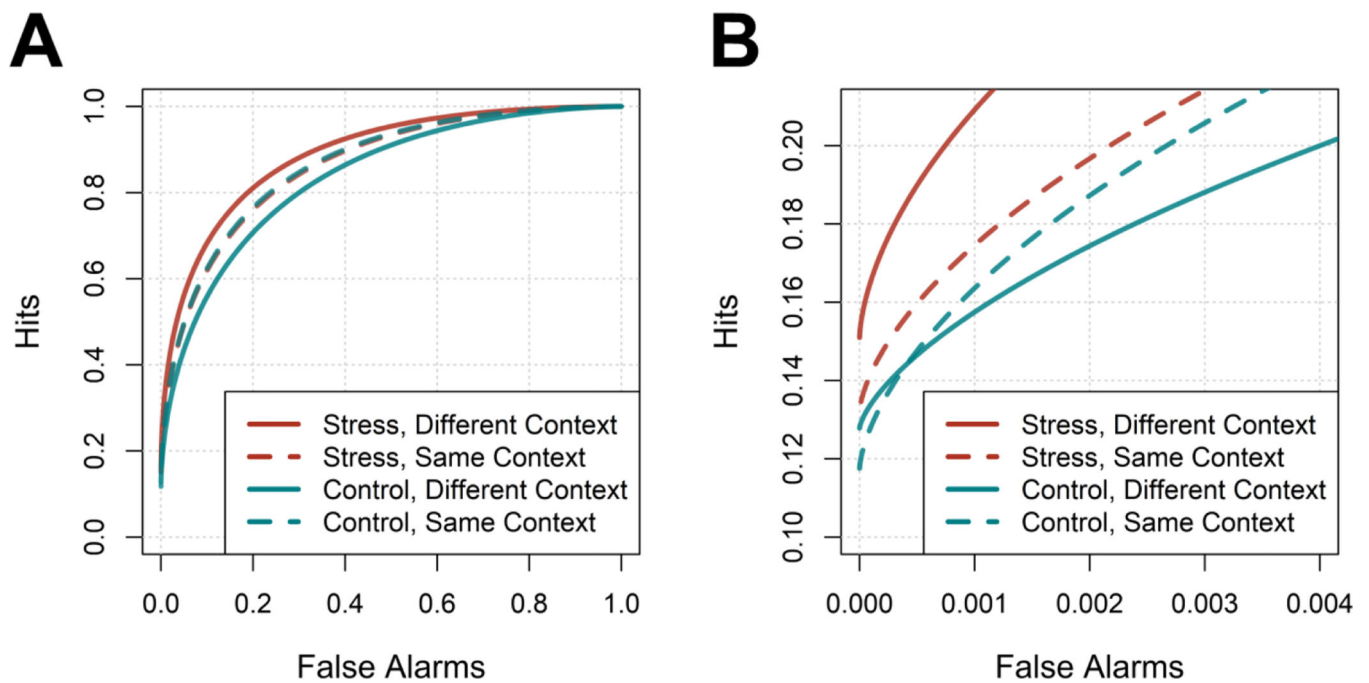 A
Hits
1.0
0.8
0.6
0.4
0.2
0.0
Stress, Different Context
Stress, Same Context
Control, Different Context
Control, Same Context
0.0 0.2 0.4 0.6 0.8 1.0
False Alarms
B
Hits
0.20
0.18
0.16
0.14
0.12
0.10
Stress, Different Context
Stress, Same Context
Control, Different Context
Control, Same Context
0.000 0.001 0.002 0.003 0.004
False Alarms